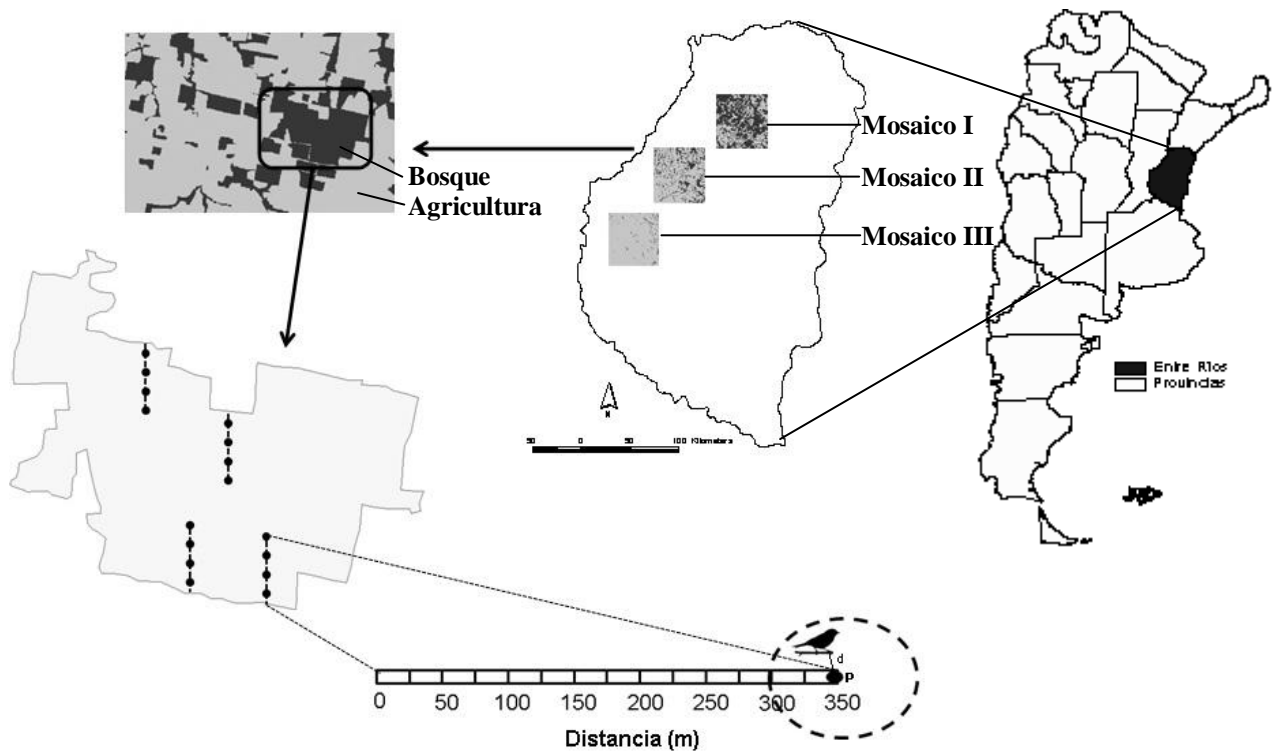 Mosaico I
Mosaico II
Mosaico III
Bosque
Agricultura
Entre Ríos
Provincias
N
50 0 50 100 Kilometers
d
P
0 50 100 150 200 250 300 350
Distancia (m)